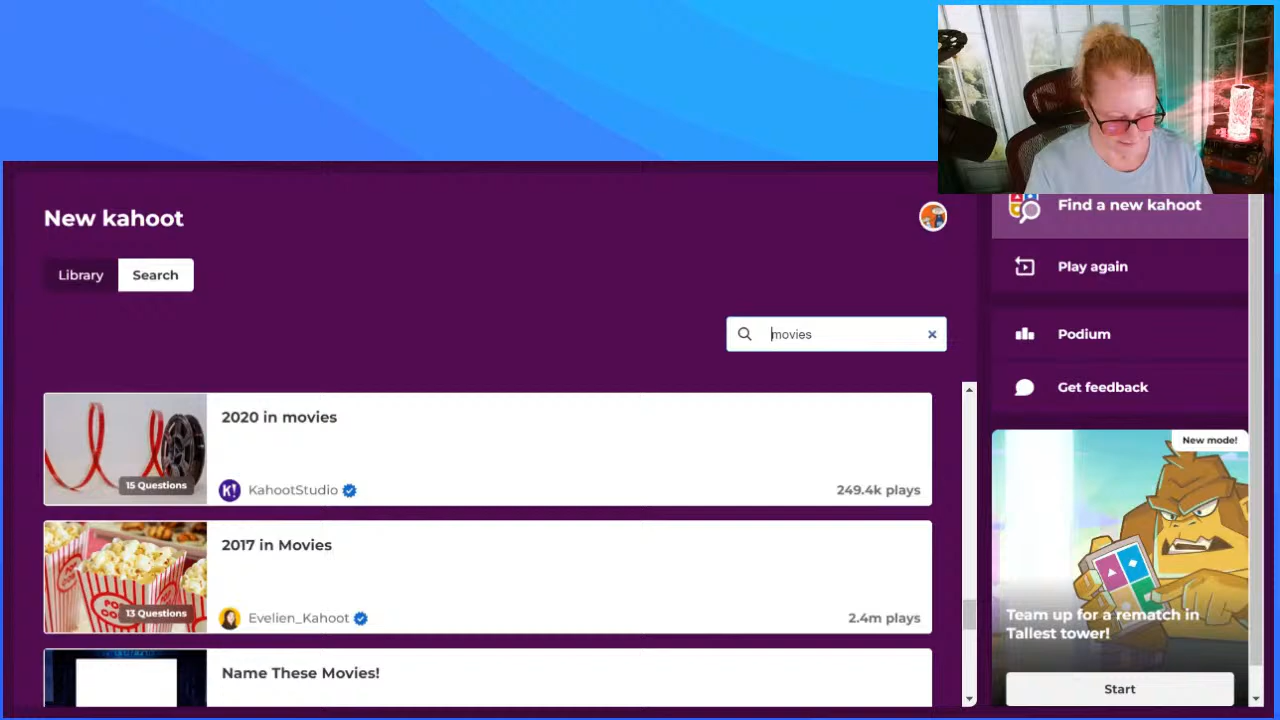 New kahoot
Library
Search
movies
2020 in movies
15 Questions
K!
KahootStudio
249.4k plays
2017 in Movies
13 Questions
Evelien_Kahoot
2.4m plays
Name These Movies!
Find a new kahoot
Play again
Podium
Get feedback
New mode!
Team up for a rematch in
Tallest tower!
Start